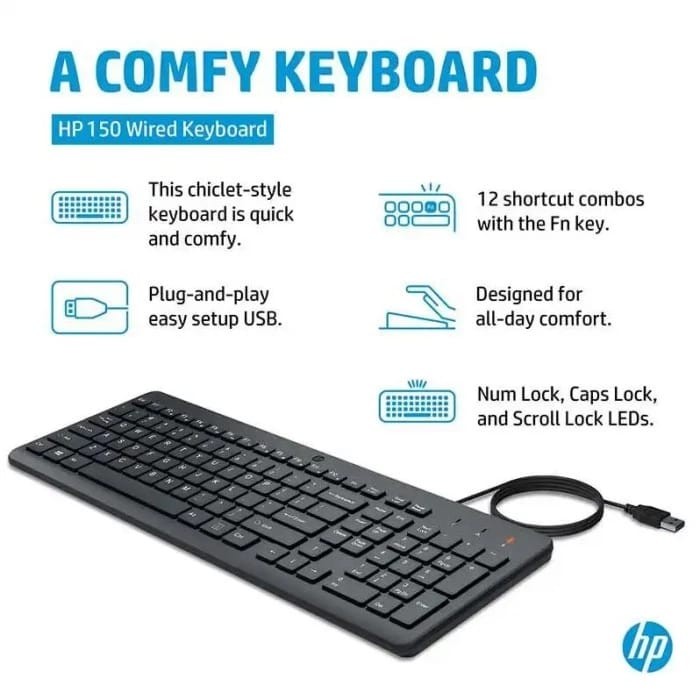 A COMFY KEYBOARD
HP 150 Wired Keyboard
This chiclet-style
keyboard is quick
and comfy.
12 shortcut combos
with the Fn key.
Plug-and-play
easy setup USB.
Designed for
all-day comfort.
Num Lock, Caps Lock,
and Scroll Lock LEDs.
hp